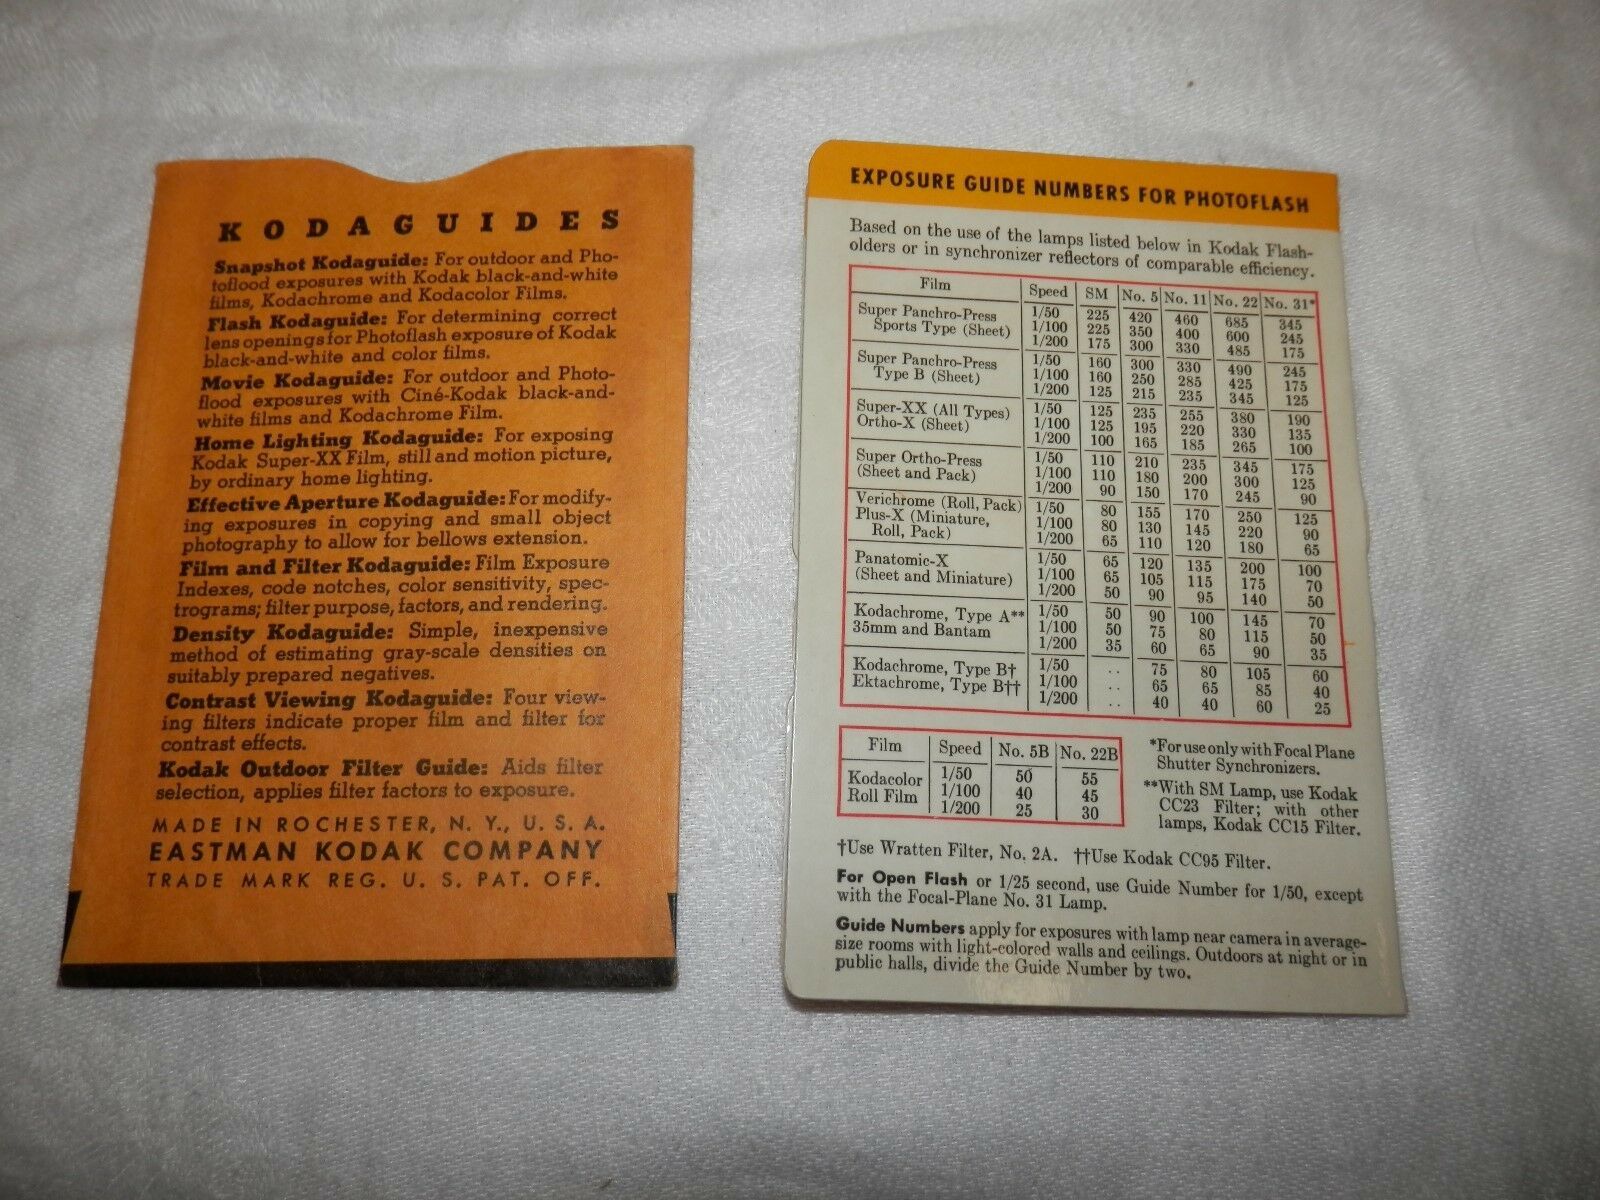 KODAGUIDES
Snapshot Kodaguide: For outdoor and Pho-
toflood exposures with Kodak black-and-white
films, Kodachrome and Kodacolor Films.
Flash Kodaguide: For determining correct
lens openings for Photoflash exposure of Kodak
black-and-white and color films.
Movie Kodaguide: For outdoor and Photo-
flood exposures with Ciné-Kodak black-and-
white films and Kodachrome Film.
Home Lighting Kodaguide: For exposing
Kodak Super-XX Film, still and motion picture,
by ordinary home lighting.
Effective Aperture Kodaguide: For modify-
ing exposures in copying and small object
photography to allow for bellows extension.
Film and Filter Kodaguide: Film Exposure
Indexes, code notches, color sensitivity, spec-
trograms; filter purpose, factors, and rendering.
Density Kodaguide: Simple, inexpensive
method of estimating gray-scale densities on
suitably prepared negatives.
Contrast Viewing Kodaguide: Four view-
ing filters indicate proper film and filter for
contrast effects.
Kodak Outdoor Filter Guide: Aids filter
selection, applies filter factors to exposure.
MADE IN ROCHESTER, N. Y., U. S. A.
EASTMAN KODAK COMPANY
TRADE MARK REG. U. S. PAT. OFF.
EXPOSURE GUIDE NUMBERS FOR PHOTOFLASH
Based on the use of the lamps listed below in Kodak Flash-
olders or in synchronizer reflectors of comparable efficiency.
Film Speed SM No. 5 No. 11 No. 22 No. 31*
Super Panchro-Press 1/50 225 420 460 685 345
Sports Type (Sheet) 1/100 225 350 400 600 245
1/200 175 300 330 485 175
Super Panchro-Press 1/50 160 300 330 490 245
Type B (Sheet) 1/100 160 250 285 425 175
1/200 125 215 235 345 125
Super-XX (All Types) 1/50 125 235 255 380 190
Ortho-X (Sheet) 1/100 125 195 220 330 135
1/200 100 165 185 265 100
Super Ortho-Press 1/50 110 210 235 345 175
(Sheet and Pack) 1/100 110 180 200 300 125
1/200 90 150 170 245 90
Verichrome (Roll, Pack) 1/50 80 155 170 250 125
Plus-X (Miniature, 1/100 80 130 145 220 90
Roll, Pack) 1/200 65 110 120 180 65
Panatomic-X 1/50 65 120 135 200 100
(Sheet and Miniature) 1/100 65 105 115 175 70
1/200 50 90 95 140 50
Kodachrome, Type A** 1/50 50 90 100 145 70
35mm and Bantam 1/100 50 75 80 115 50
1/200 35 60 65 90 35
Kodachrome, Type B† 1/50 .. 75 80 105 60
Ektachrome, Type B†† 1/100 .. 65 65 85 40
1/200 .. 40 40 60 25
Film Speed No. 5B No. 22B
Kodacolor 1/50 50 55
Roll Film 1/100 40 45
1/200 25 30
*For use only with Focal Plane
Shutter Synchronizers.
**With SM Lamp, use Kodak
CC23 Filter; with other
lamps, Kodak CC15 Filter.
†Use Wratten Filter, No. 2A. ††Use Kodak CC95 Filter.
For Open Flash or 1/25 second, use Guide Number for 1/50, except
with the Focal-Plane No. 31 Lamp.
Guide Numbers apply for exposures with lamp near camera in average-
size rooms with light-colored walls and ceilings. Outdoors at night or in
public halls, divide the Guide Number by two.